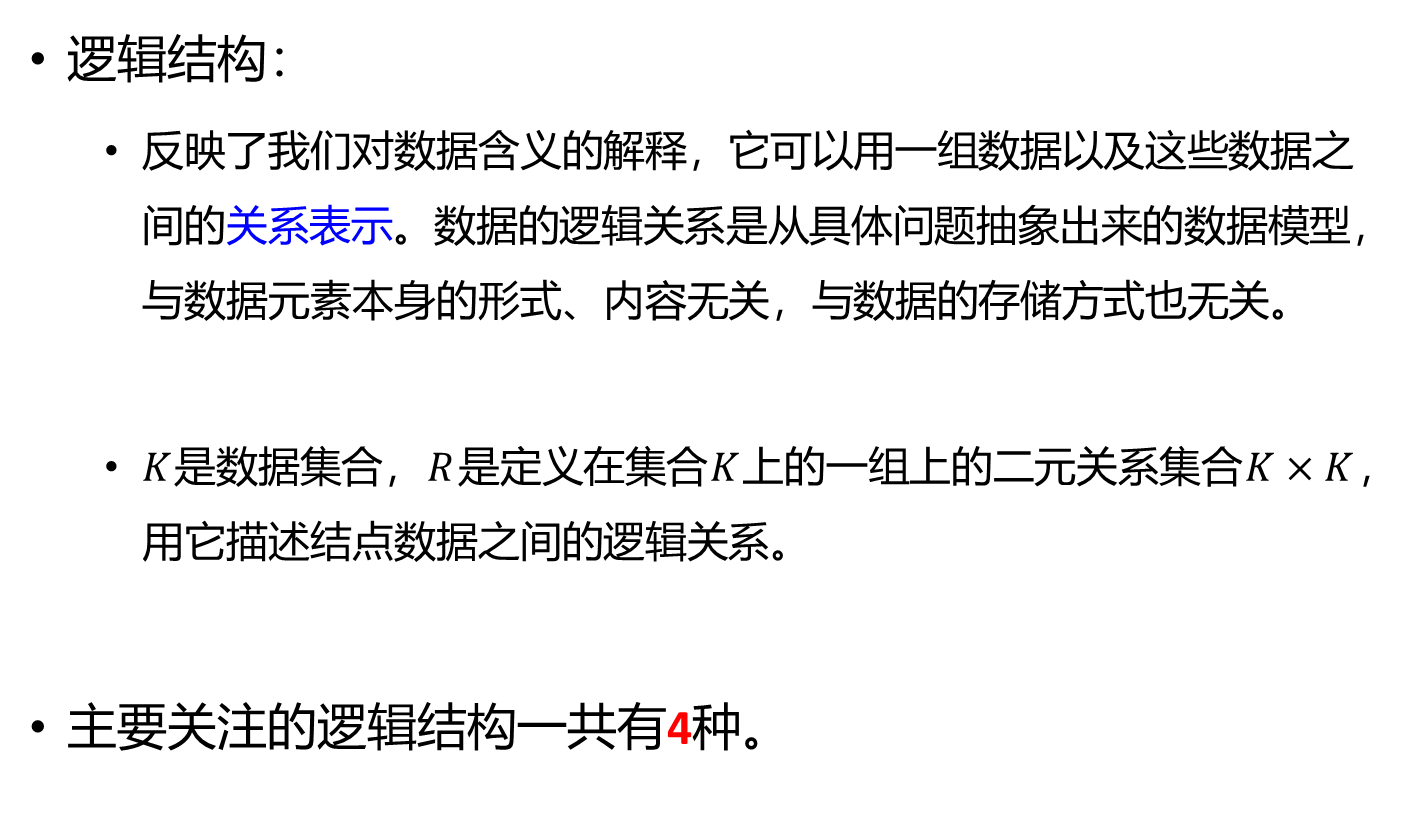 • 逻辑结构：
• 反映了我们对数据含义的解释，它可以用一组数据以及这些数据之
间的关系表示。数据的逻辑关系是从具体问题抽象出来的数据模型，
与数据元素本身的形式、内容无关，与数据的存储方式也无关。
• K是数据集合，R是定义在集合K上的一组上的二元关系集合K × K，
用它描述结点数据之间的逻辑关系。
• 主要关注的逻辑结构一共有4种。